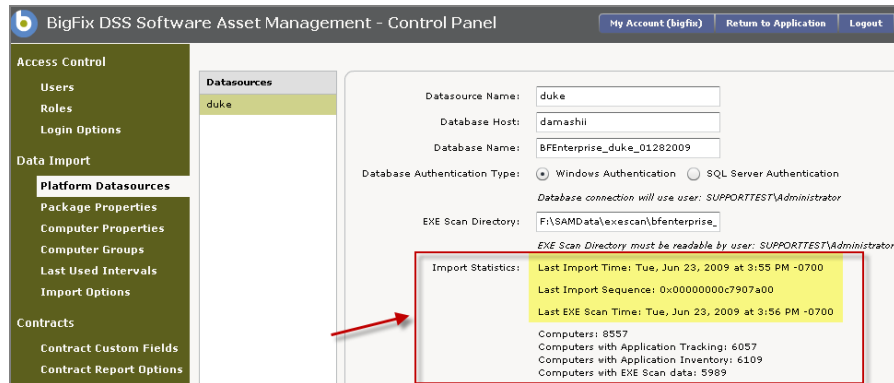 BigFix DSS Software Asset Management - Control Panel
My Account (bigfix)
Return to Application
Logout
Access Control
Users
Roles
Login Options
Data Import
Platform Datasources
Package Properties
Computer Properties
Computer Groups
Last Used Intervals
Import Options
Contracts
Contract Custom Fields
Contract Report Options
Datasources
duke
Datasource Name: duke
Database Host: damashii
Database Name: BFEnterprise_duke_01282009
Database Authentication Type: Windows Authentication SQL Server Authentication
Database connection will use user: SUPPORTTEST\Administrator
EXE Scan Directory: F:\SAMData\exescan\bfenterprise_
EXE Scan Directory must be readable by user: SUPPORTTEST\Administrator
Import Statistics: Last Import Time: Tue, Jun 23, 2009 at 3:55 PM -0700
Last Import Sequence: 0x00000000c7907a00
Last EXE Scan Time: Tue, Jun 23, 2009 at 3:56 PM -0700
Computers: 8557
Computers with Application Tracking: 6057
Computers with Application Inventory: 6109
Computers with EXE Scan data: 5989